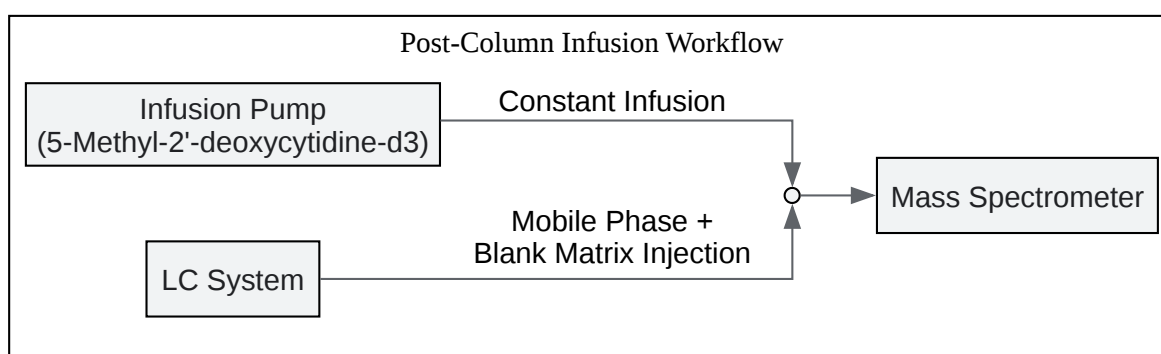 Post-Column Infusion Workflow
Infusion Pump
(5-Methyl-2'-deoxycytidine-d3)
Constant Infusion
Mass Spectrometer
Mobile Phase +
Blank Matrix Injection
LC System